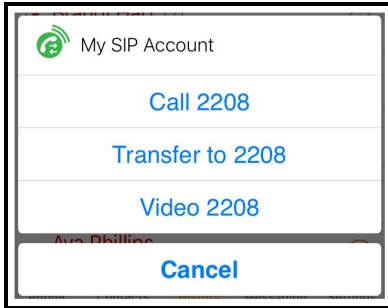 My SIP Account
Call 2208
Transfer to 2208
Video 2208
Ava Phillips
Cancel